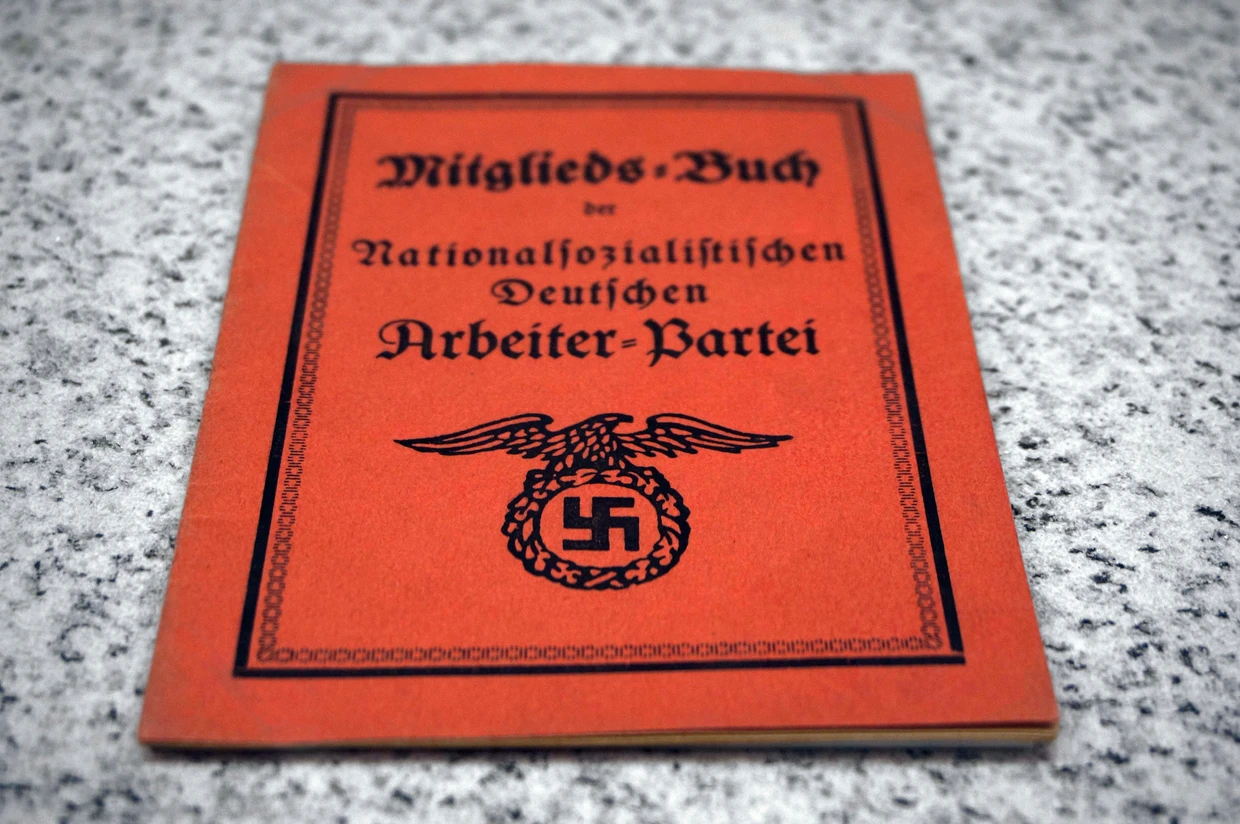 Mitglieds-Buch
der
Nationalsozialistischen
Deutschen
Arbeiter-Partei